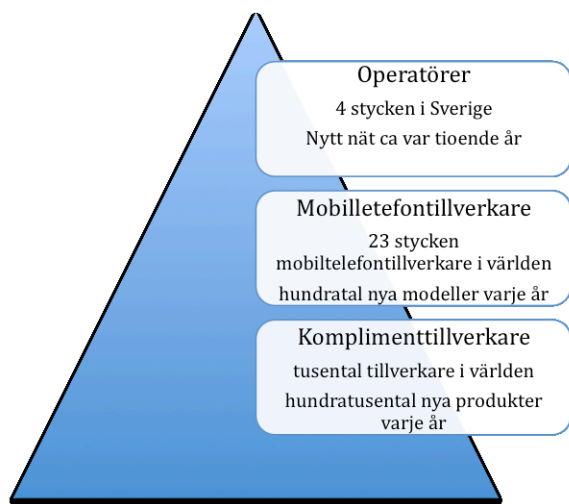 Operatörer
4 stycken i Sverige
Nytt nät ca var tioende år
Mobilletefontillverkare
23 stycken
mobiltelefontillverkare i världen
hundratal nya modeller varje år
Komplimenttillverkare
tusental tillverkare i världen
hundratusental nya produkter
varje år